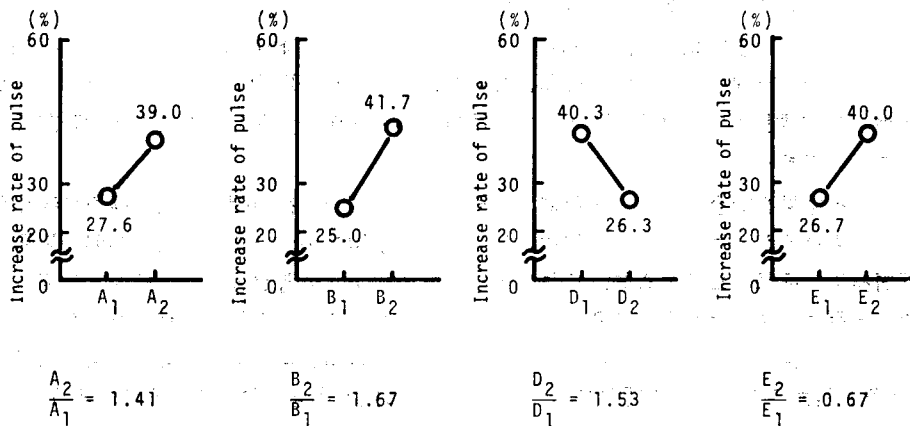 (%)
60
Increase rate of pulse
39.0
30
27.6
20
0
A1 A2
A2/A1 = 1.41
(%)
60
Increase rate of pulse
41.7
30
25.0
20
0
B1 B2
B2/B1 = 1.67
(%)
60
Increase rate of pulse
40.3
30
26.3
20
0
D1 D2
D2/D1 = 1.53
(%)
60
Increase rate of pulse
40.0
30
26.7
20
0
E1 E2
E2/E1 = 0.67